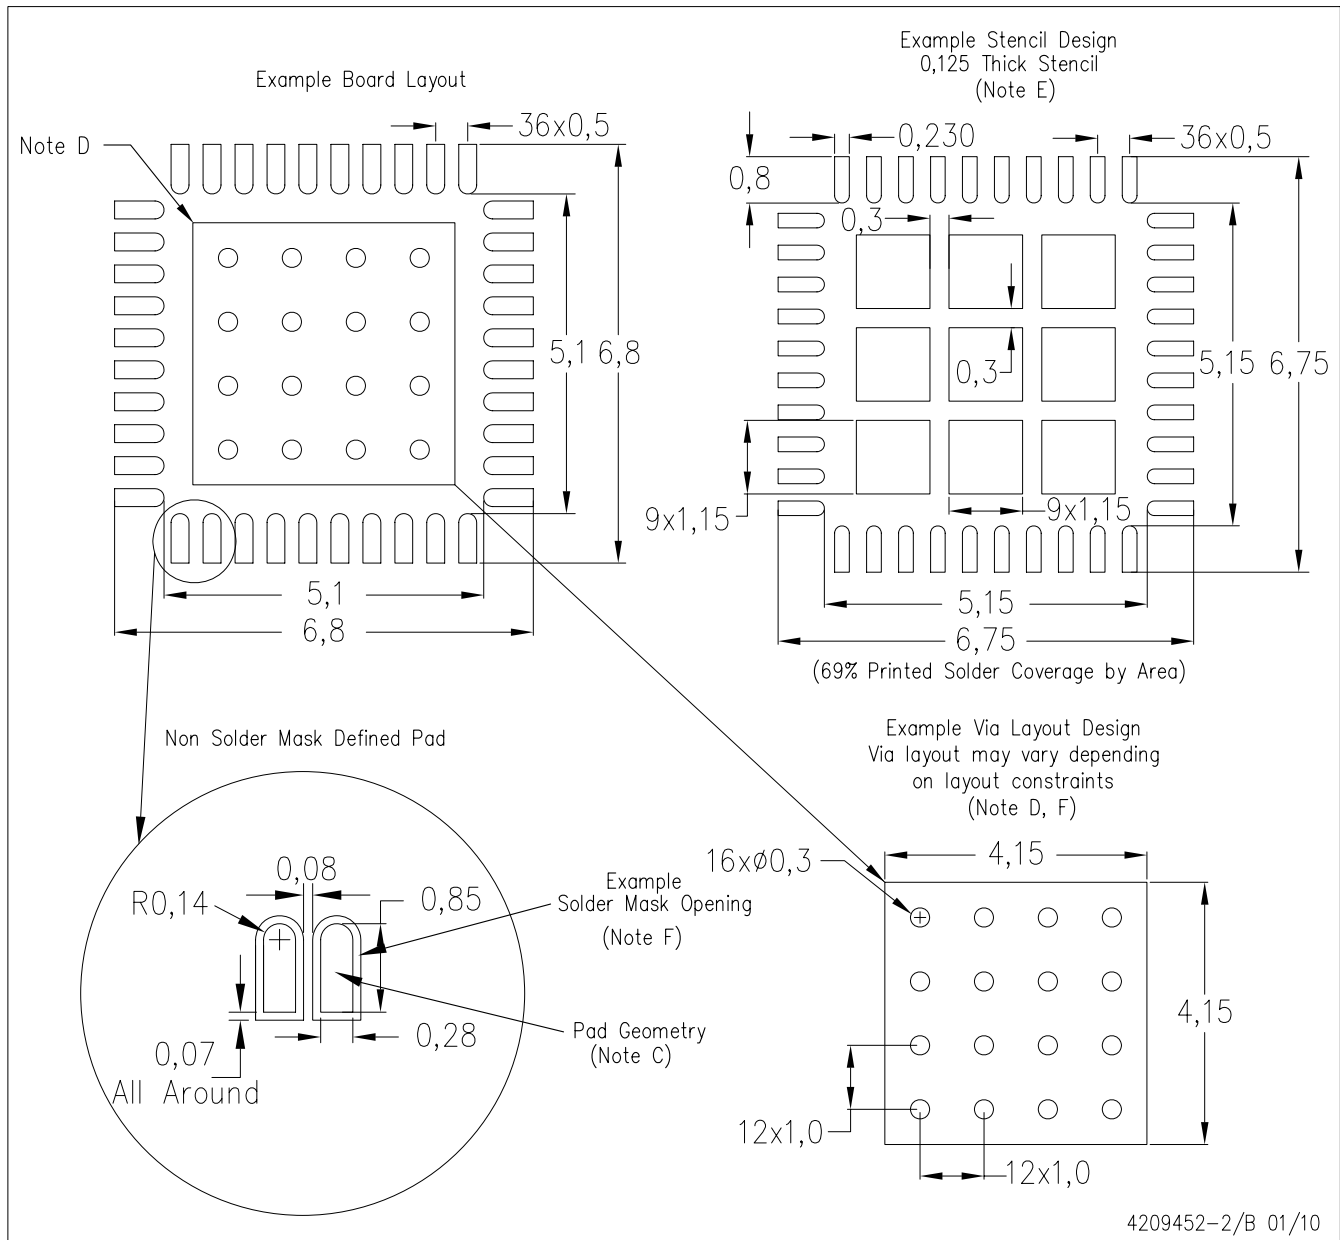 Example Board Layout
Note D
36x0,5
5,1
6,8
5,1
6,8
Example Stencil Design
0,125 Thick Stencil
(Note E)
0,230
36x0,5
0,8
0,3
0,3
5,15
6,75
9x1,15
9x1,15
5,15
6,75
(69% Printed Solder Coverage by Area)
Non Solder Mask Defined Pad
0,08
R0,14
0,85
Example
Solder Mask Opening
(Note F)
0,28
Pad Geometry
(Note C)
0,07
All Around
Example Via Layout Design
Via layout may vary depending
on layout constraints
(Note D, F)
4,15
16xø0,3
4,15
12x1,0
12x1,0
4209452-2/B 01/10